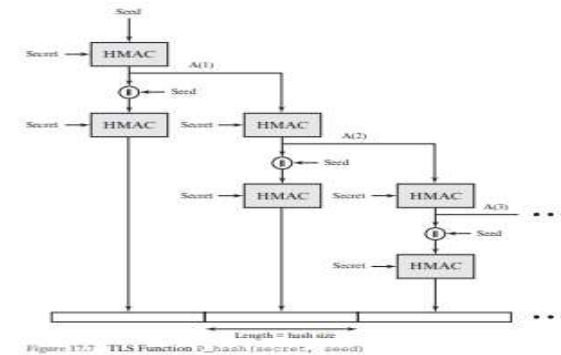 Seed
Secret HMAC
A(1)
|| Seed
Secret HMAC Secret HMAC
A(2)
|| Seed
Secret HMAC Secret HMAC
A(3)
|| Seed
Secret HMAC
Length = hash size
Figure 17.7 TLS Function P_hash(secret, seed)